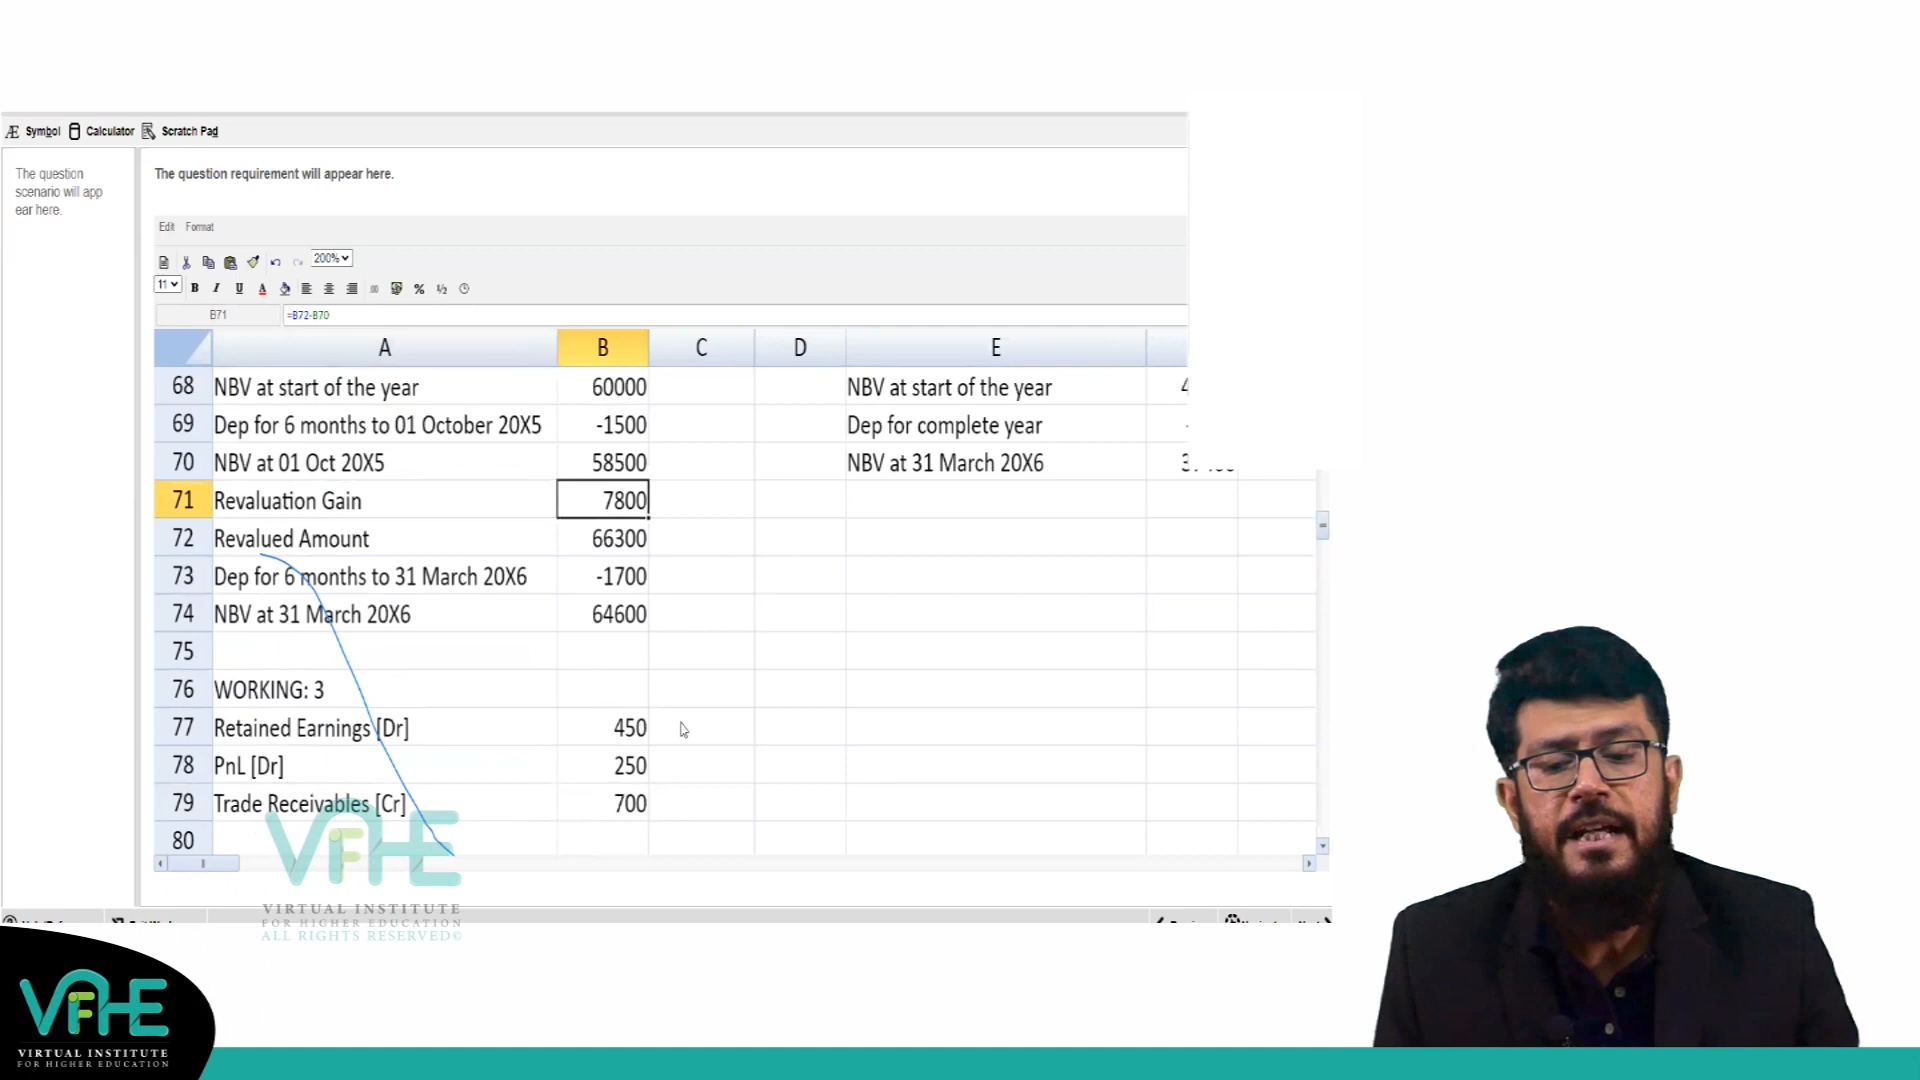 Æ Symbol Calculator Scratch Pad
The question
scenario will app
ear here.
The question requirement will appear here.
Edit Format
200%
11 B I U A % ½
B71 =B72-B70
A B C D E
68 NBV at start of the year 60000 NBV at start of the year 4
69 Dep for 6 months to 01 October 20X5 -1500 Dep for complete year -
70 NBV at 01 Oct 20X5 58500 NBV at 31 March 20X6
71 Revaluation Gain 7800
72 Revalued Amount 66300
73 Dep for 6 months to 31 March 20X6 -1700
74 NBV at 31 March 20X6 64600
75
76 WORKING: 3
77 Retained Earnings [Dr] 450
78 PnL [Dr] 250
79 Trade Receivables [Cr] 700
80
VIFHE
VIRTUAL INSTITUTE
FOR HIGHER EDUCATION
ALL RIGHTS RESERVED©
VIFHE
VIRTUAL INSTITUTE
FOR HIGHER EDUCATION